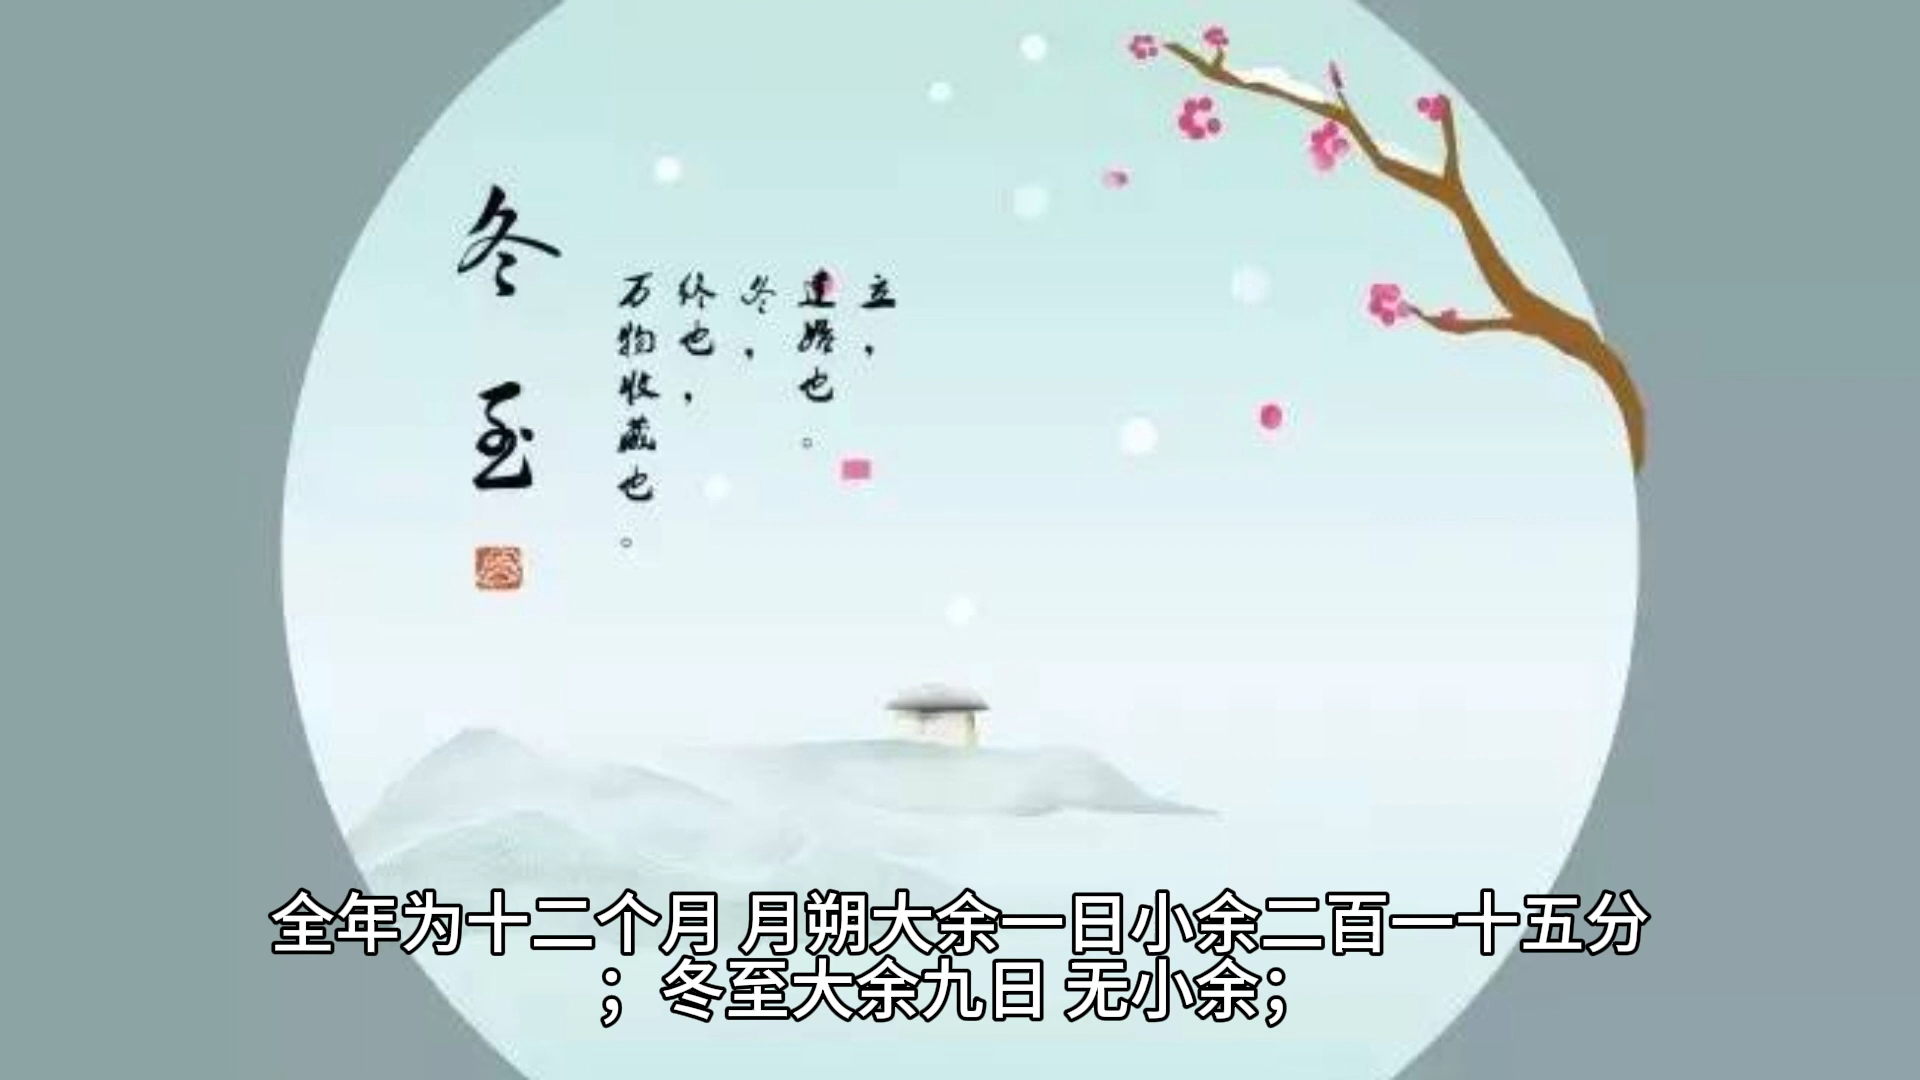 冬至
立，
建始也。
冬，
终也，
万物收藏也。
全年为十二个月 月朔大余一日小余二百一十五分
；冬至大余九日 无小余；